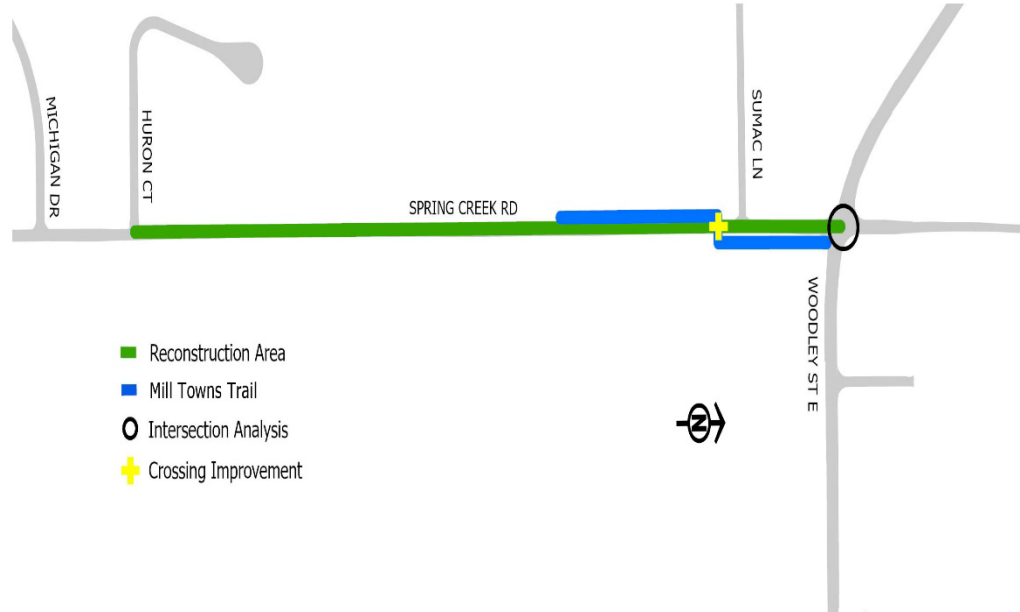 MICHIGAN DR
HURON CT
SPRING CREEK RD
SUMAC LN
WOODLEY ST E
Reconstruction Area
Mill Towns Trail
Intersection Analysis
Crossing Improvement
N